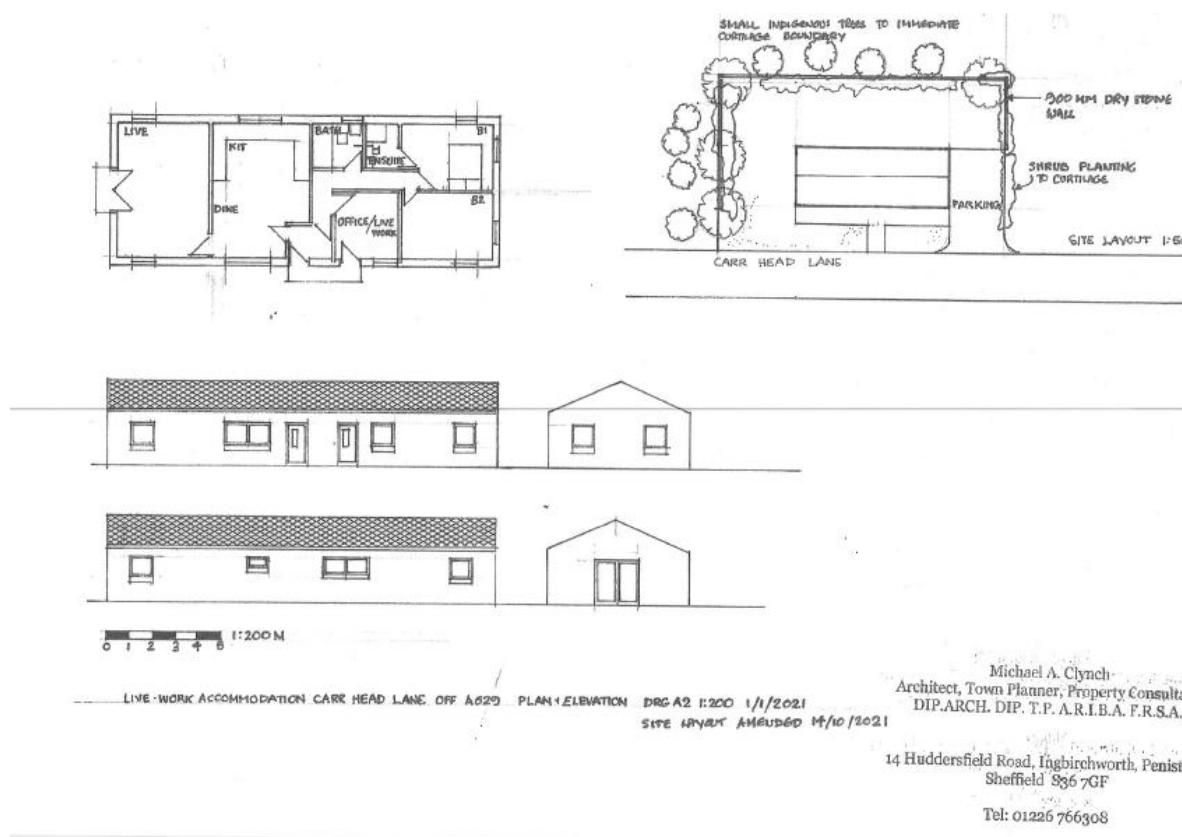 SMALL INDIGENOUS TREES TO IMMEDIATE
CORTILAGE BOUNDARY
900 MM DRY STONE
WALL
SHRUB PLANTING
TO CORTILAGE
PARKING
SITE LAYOUT
CARR HEAD LANE
LIVE
KIT
DINE
BATH
ENSUITE
B1
B2
OFFICE/LIVE
WORK
1:200 M
0 1 2 3 4 5
LIVE-WORK ACCOMMODATION CARR HEAD LANE OFF A629 PLAN+ELEVATION DRG A2 1:200 1/1/2021
SITE LAYOUT AMENDED 14/10/2021
Michael A. Clynch
Architect, Town Planner, Property
DIP.ARCH. DIP. T.P. A.R.I.B.A. F.R.S.A.
14 Huddersfield Road, Ingbirchworth,
Sheffield S36 7GF
Tel: 01226 766308